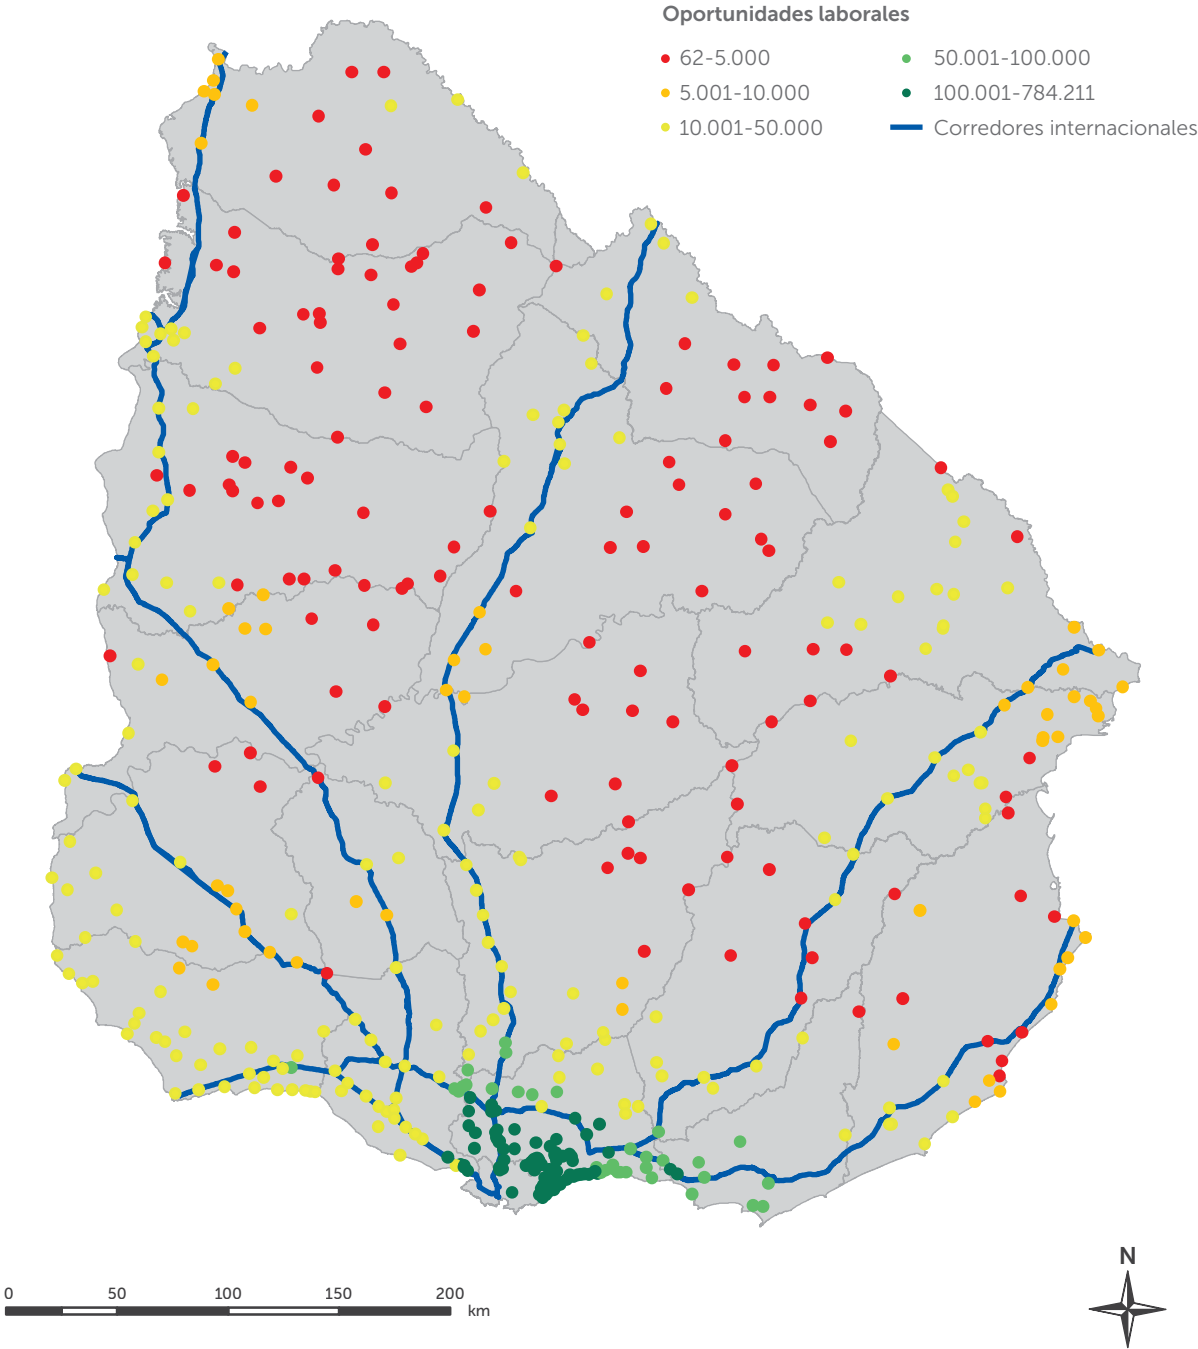 Oportunidades laborales
62-5.000
5.001-10.000
10.001-50.000
50.001-100.000
100.001-784.211
Corredores internacionales
N
0 50 100 150 200
km